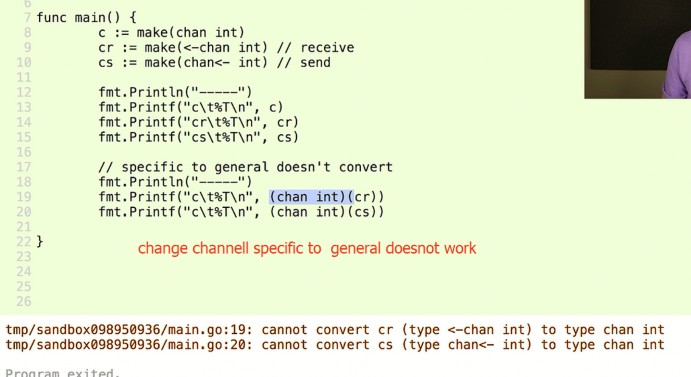 6
7 func main() {
8 c := make(chan int)
9 cr := make(<-chan int) // receive
10 cs := make(chan<- int) // send
11
12 fmt.Println("-----")
13 fmt.Printf("c\t%T\n", c)
14 fmt.Printf("cr\t%T\n", cr)
15 fmt.Printf("cs\t%T\n", cs)
16
17 // specific to general doesn't convert
18 fmt.Println("-----")
19 fmt.Printf("c\t%T\n", (chan int)(cr))
20 fmt.Printf("c\t%T\n", (chan int)(cs))
21
22 }
change channell specific to general doesnot work
23
24
25
26
tmp/sandbox098950936/main.go:19: cannot convert cr (type <-chan int) to type chan int
tmp/sandbox098950936/main.go:20: cannot convert cs (type chan<- int) to type chan int
Program exited.